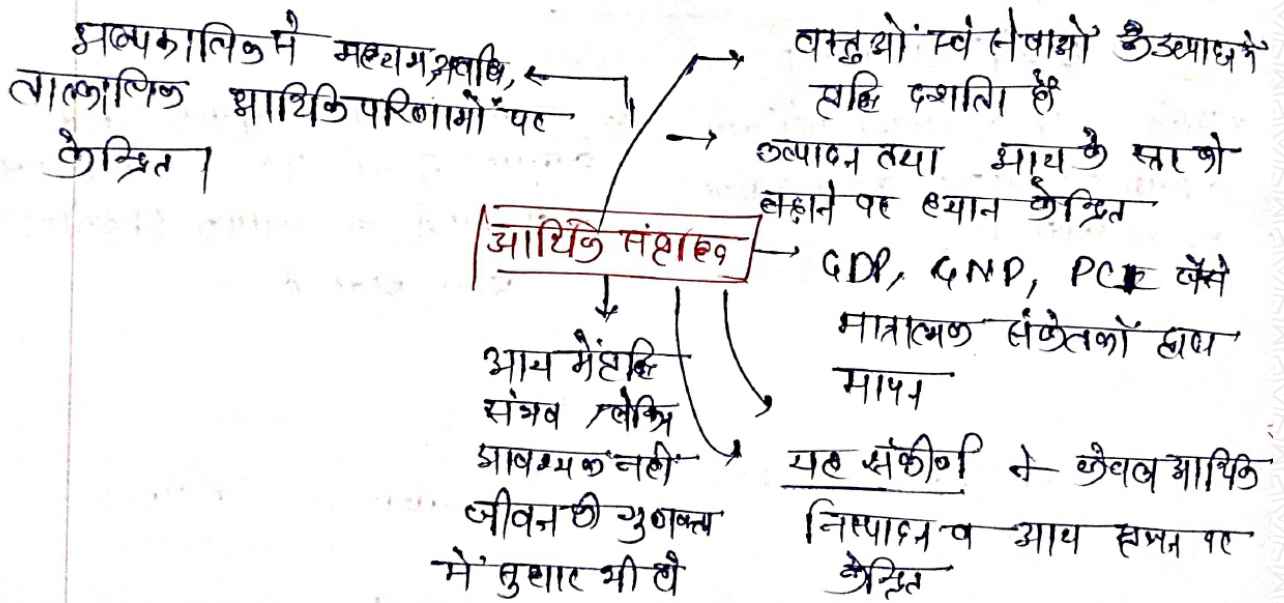 अल्पकालिक से मध्यम अवधि,
तात्कालिक आर्थिक परिणामों पर
केन्द्रित।
वस्तुओं एवं सेवाओं के उत्पादन में
वृद्धि दर्शाता है
उत्पादन तथा आय के स्तर को
बढ़ाने पर ध्यान केन्द्रित
आर्थिक संवृद्धि
GDP, GNP, PCI जैसे
मात्रात्मक संकेतकों द्वारा
मापन
आय में वृद्धि
संभव लेकिन
आवश्यक नहीं
जीवन की गुणवत्ता
में सुधार भी हो
यह संकीर्ण केवल आर्थिक
निष्पादन व आय सृजन पर
केन्द्रित